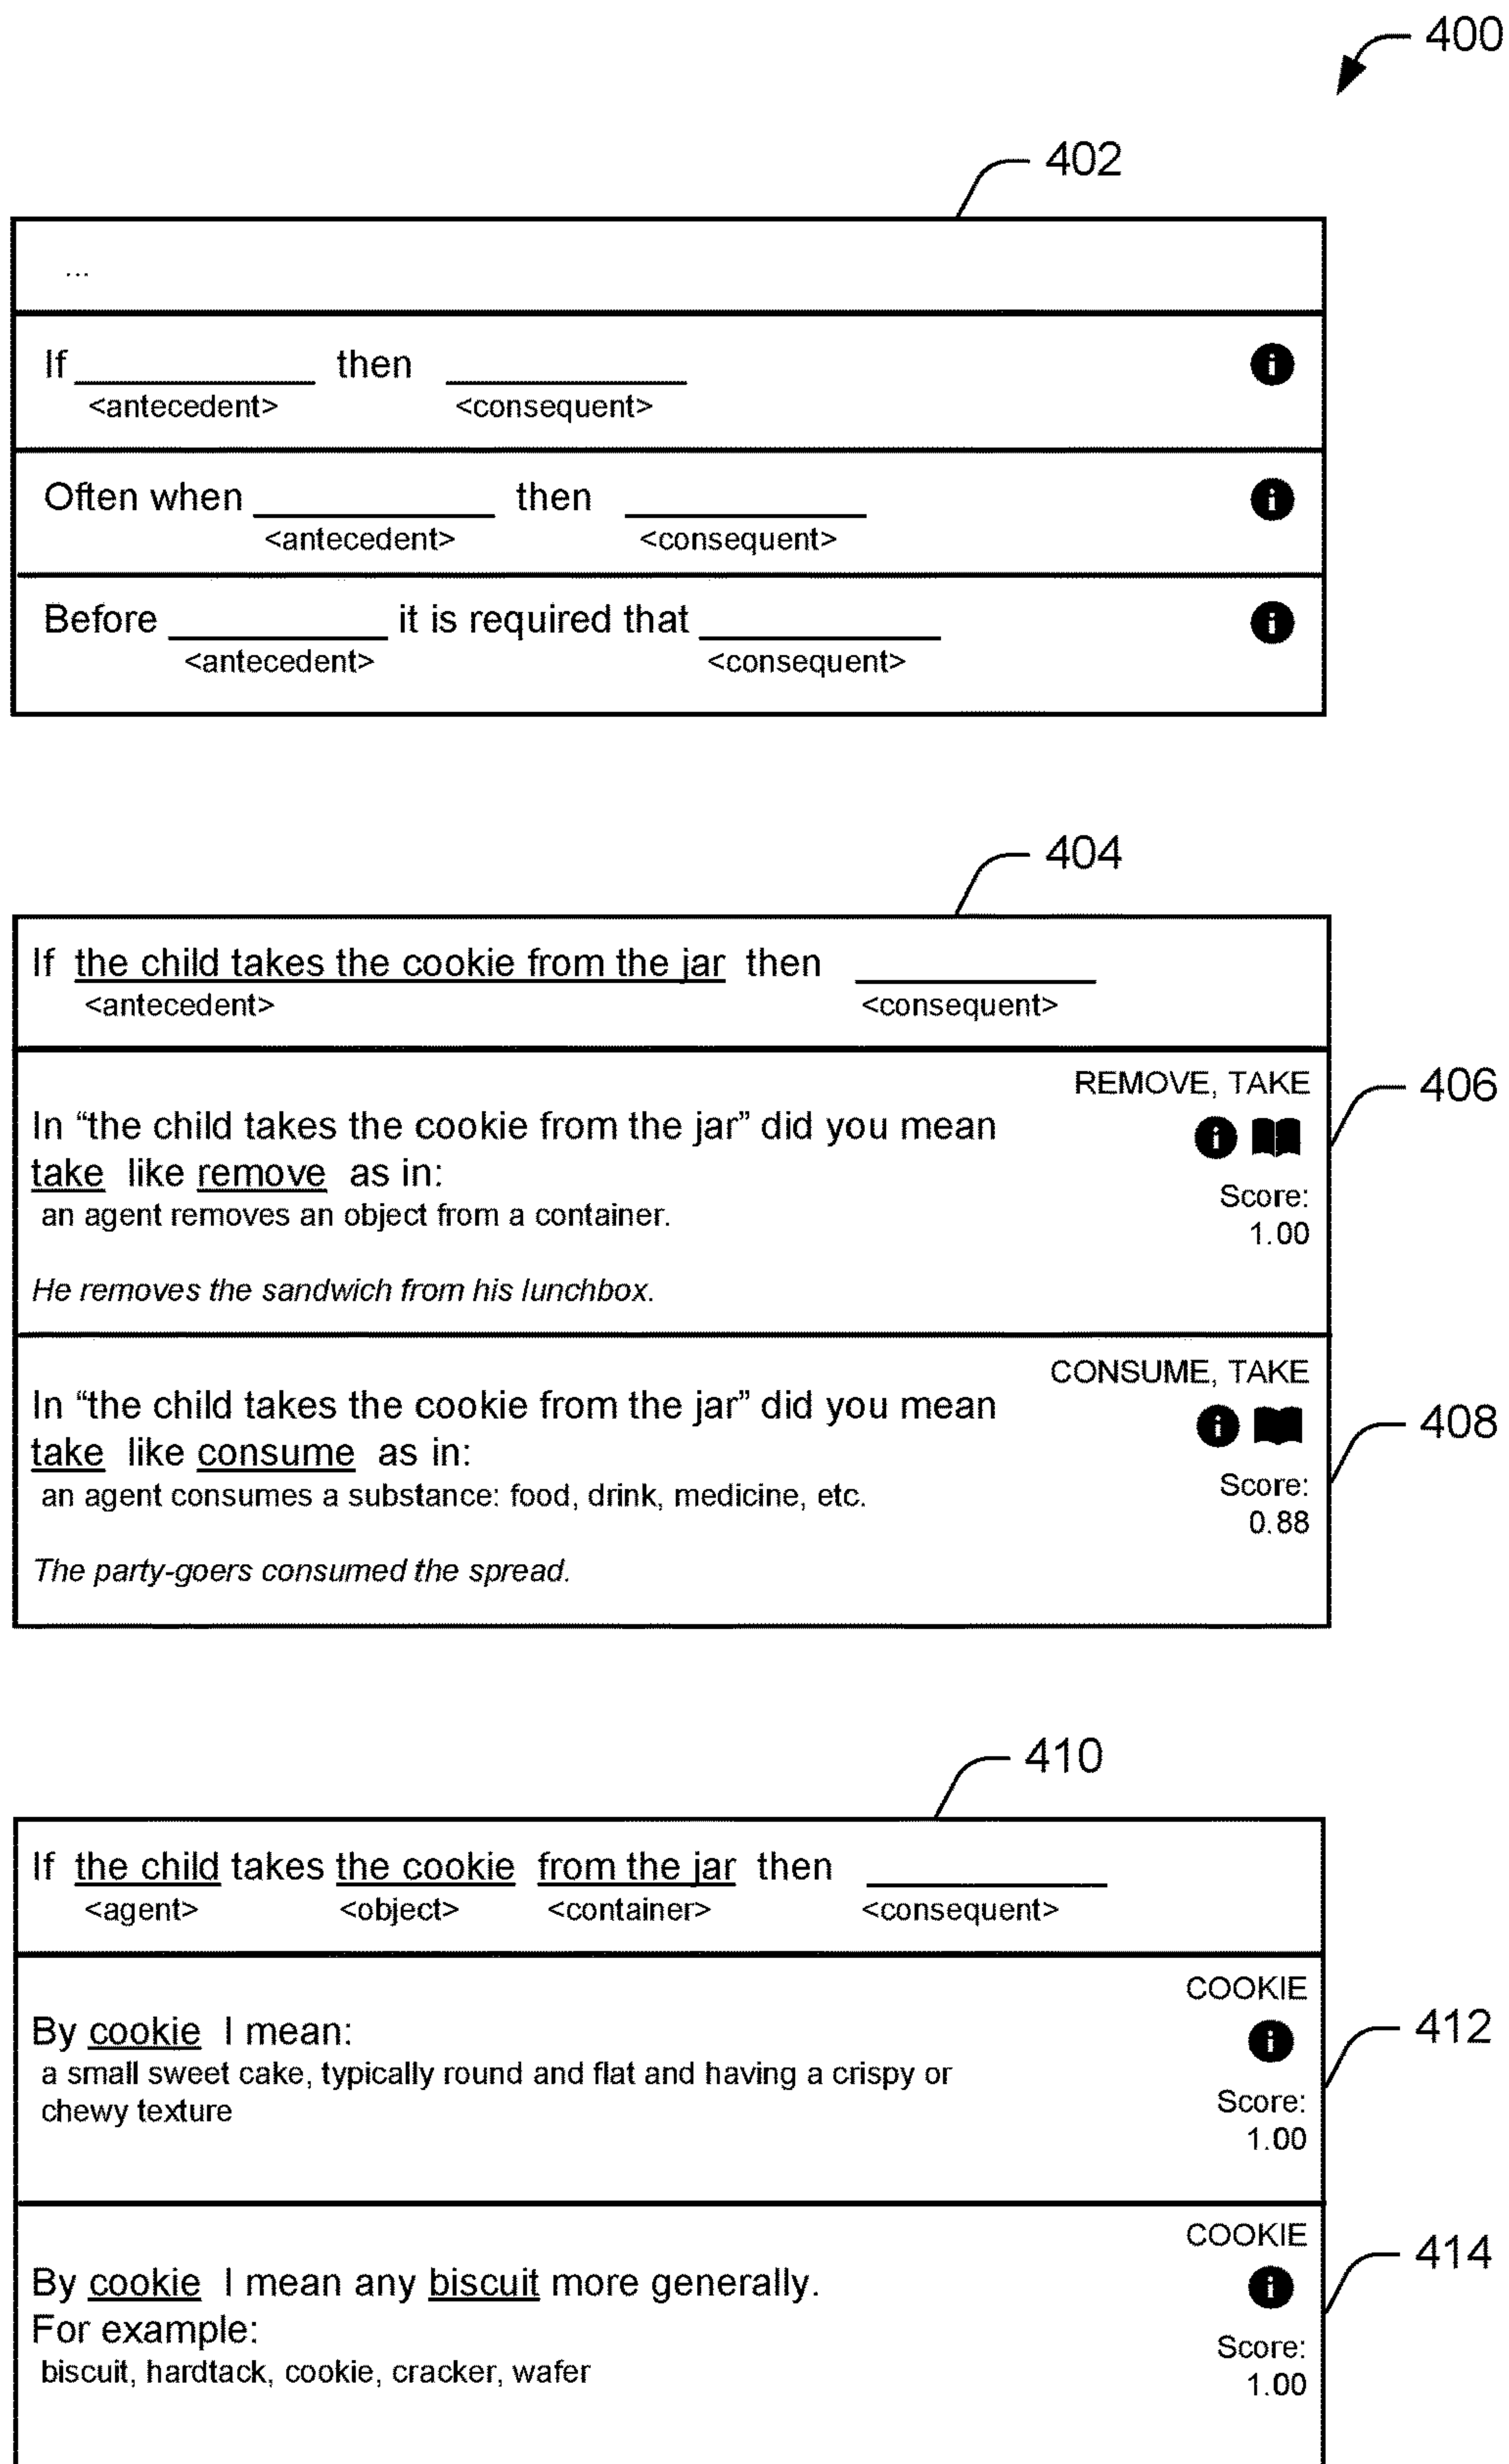 400
402
...
If ____ then ____
<antecedent> <consequent>
Often when ____ then ____
<antecedent> <consequent>
Before ____ it is required that ____
<antecedent> <consequent>
404
If the child takes the cookie from the jar then ____
<antecedent> <consequent>
REMOVE, TAKE
406
In “the child takes the cookie from the jar” did you mean
take like remove as in:
an agent removes an object from a container.
Score:
1.00
He removes the sandwich from his lunchbox.
CONSUME, TAKE
In “the child takes the cookie from the jar” did you mean
408
take like consume as in:
an agent consumes a substance: food, drink, medicine, etc.
Score:
0.88
The party-goers consumed the spread.
410
If the child takes the cookie from the jar then ____
<agent> <object> <container> <consequent>
COOKIE
412
By cookie I mean:
a small sweet cake, typically round and flat and having a crispy or
chewy texture
Score:
1.00
COOKIE
414
By cookie I mean any biscuit more generally.
For example:
biscuit, hardtack, cookie, cracker, wafer
Score:
1.00